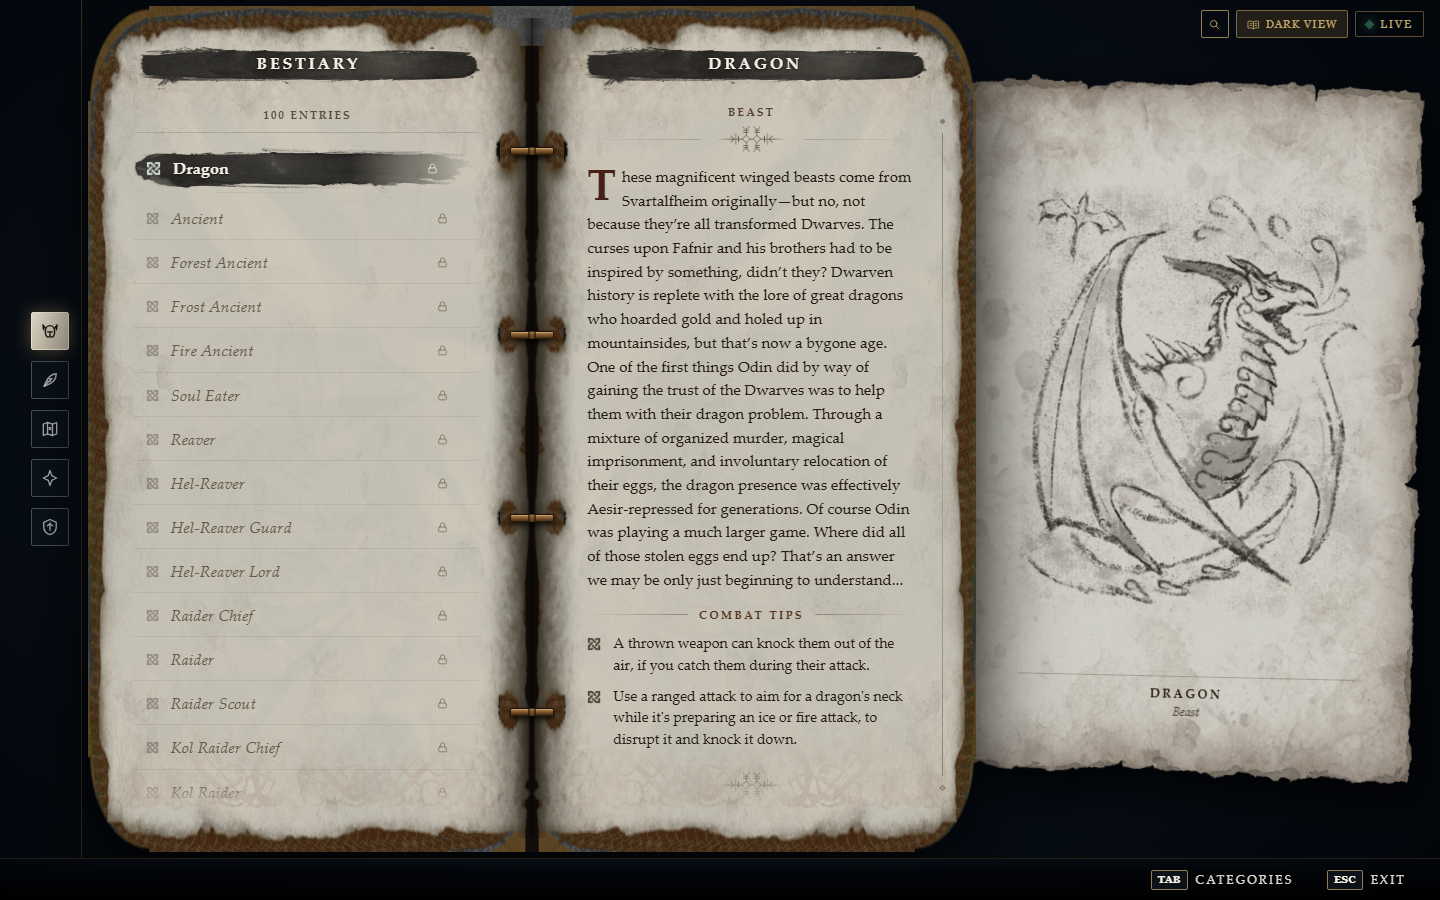 BESTIARY
100 ENTRIES
Dragon
Ancient
Forest Ancient
Frost Ancient
Fire Ancient
Soul Eater
Reaver
Hel-Reaver
Hel-Reaver Guard
Hel-Reaver Lord
Raider Chief
Raider
Raider Scout
Kol Raider Chief
Kol Raider
DRAGON
BEAST
These magnificent winged beasts come from
Svartalfheim originally—but no, not
because they’re all transformed Dwarves. The
curses upon Fafnir and his brothers had to be
inspired by something, didn’t they? Dwarven
history is replete with the lore of great dragons
who hoarded gold and holed up in
mountainsides, but that’s now a bygone age.
One of the first things Odin did by way of
gaining the trust of the Dwarves was to help
them with their dragon problem. Through a
mixture of organized murder, magical
imprisonment, and involuntary relocation of
their eggs, the dragon presence was effectively
Aesir-repressed for generations. Of course Odin
was playing a much larger game. Where did all
of those stolen eggs end up? That’s an answer
we may be only just beginning to understand...
COMBAT TIPS
A thrown weapon can knock them out of the
air, if you catch them during their attack.
Use a ranged attack to aim for a dragon's neck
while it's preparing an ice or fire attack, to
disrupt it and knock it down.
DARK VIEW
LIVE
DRAGON
Beast
TAB CATEGORIES
ESC EXIT